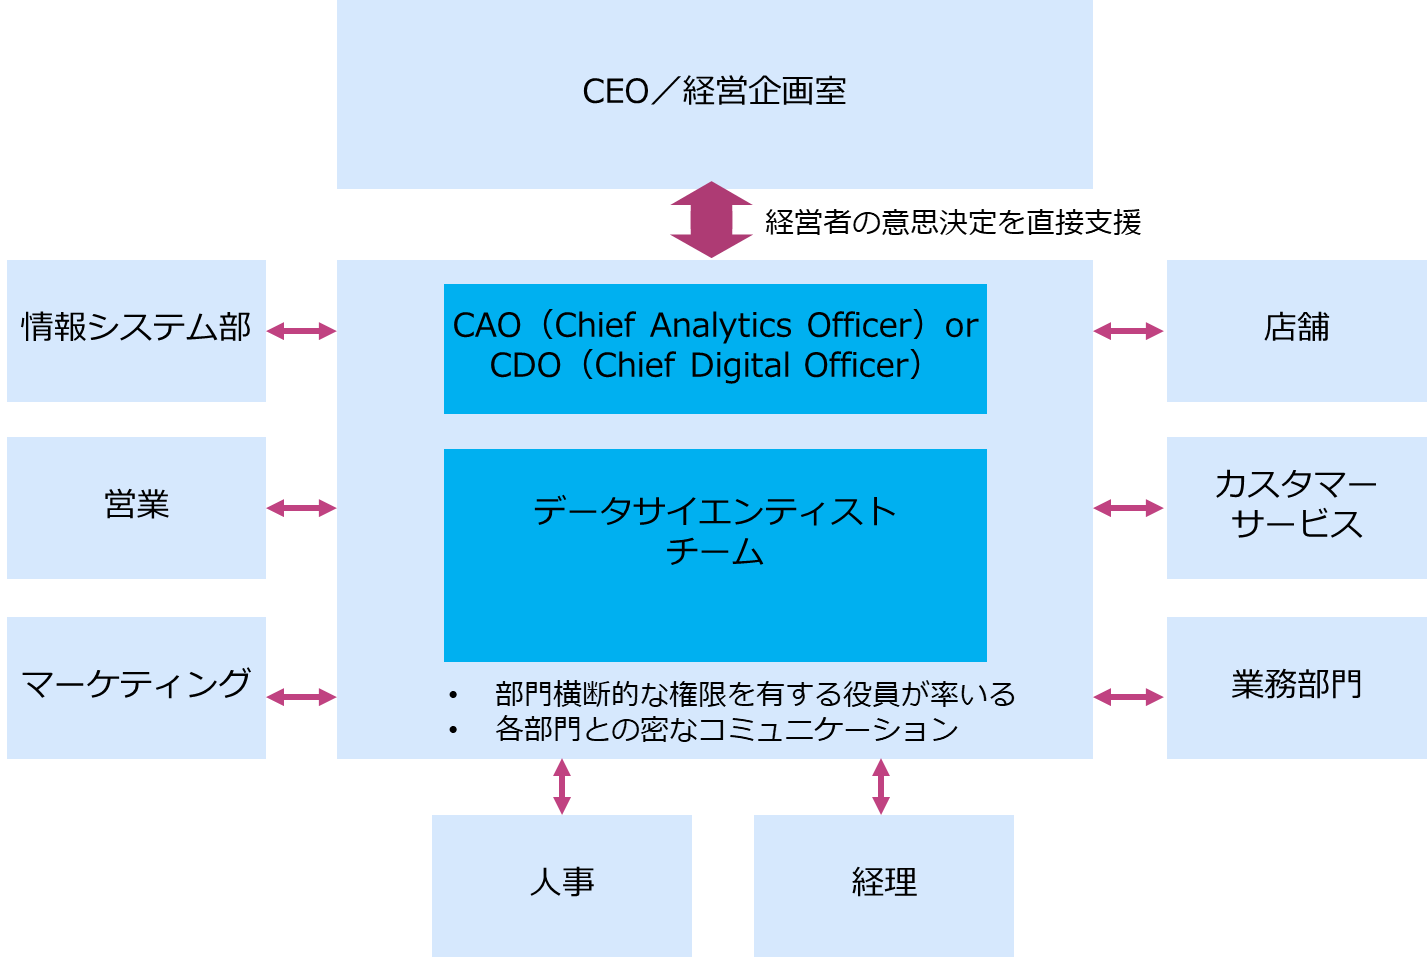 CEO／経営企画室
経営者の意思決定を直接支援
情報システム部
CAO（Chief Analytics Officer）or
CDO（Chief Digital Officer）
店舗
営業
データサイエンティスト
チーム
カスタマー
サービス
マーケティング
業務部門
• 部門横断的な権限を有する役員が率いる
• 各部門との密なコミュニケーション
人事
経理